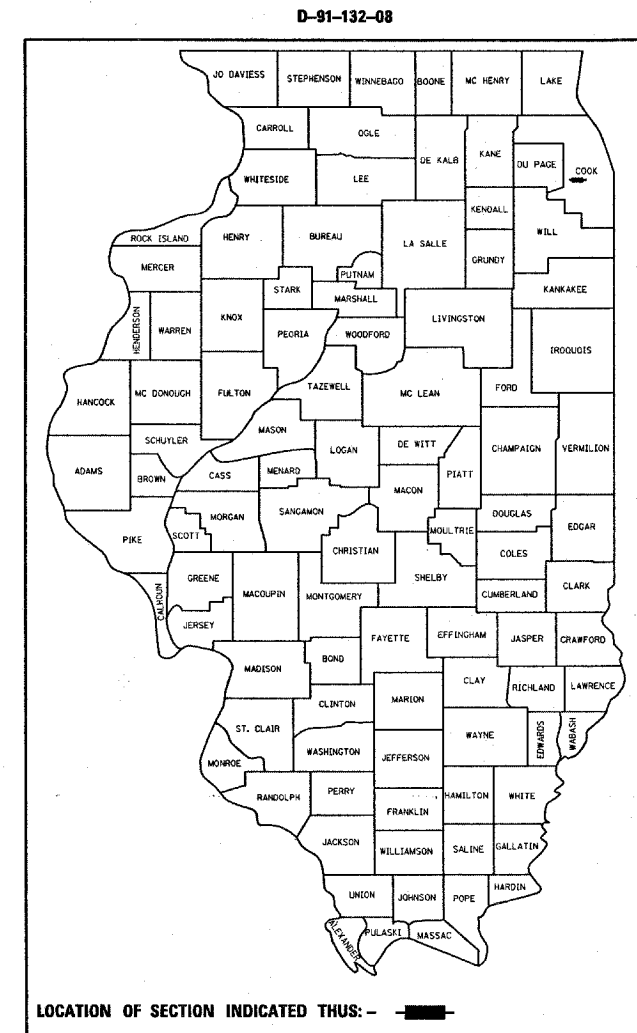 D-91-132-08
JO DAVIESS STEPHENSON WINNEBAGO BOONE MC HENRY LAKE
CARROLL OGLE DE KALB KANE DU PAGE COOK
WHITESIDE LEE KENDALL WILL
ROCK ISLAND HENRY BUREAU LA SALLE GRUNDY
MERCER PUTNAM KANKAKEE
HENDERSON WARREN KNOX STARK MARSHALL LIVINGSTON
PEORIA WOODFORD IROQUOIS
HANCOCK MC DONOUGH FULTON TAZEWELL MC LEAN FORD
MASON
SCHUYLER LOGAN DE WITT CHAMPAIGN VERMILION
ADAMS BROWN CASS MENARD PIATT
MACON
PIKE SCOTT MORGAN SANGAMON MOULTRIE DOUGLAS EDGAR
CHRISTIAN COLES
CALHOUN GREENE MACOUPIN MONTGOMERY SHELBY CUMBERLAND CLARK
JERSEY FAYETTE EFFINGHAM JASPER CRAWFORD
MADISON BOND
CLAY RICHLAND LAWRENCE
CLINTON MARION
ST. CLAIR WAYNE EDWARDS WABASH
MONROE WASHINGTON JEFFERSON
RANDOLPH PERRY HAMILTON WHITE
FRANKLIN
JACKSON WILLIAMSON SALINE GALLATIN
UNION JOHNSON POPE HARDIN
ALEXANDER PULASKI MASSAC
LOCATION OF SECTION INDICATED THUS: -